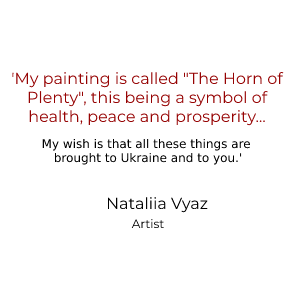 'My painting is called "The Horn of
Plenty", this being a symbol of
health, peace and prosperity...
My wish is that all these things are
brought to Ukraine and to you.'
Nataliia Vyaz
Artist